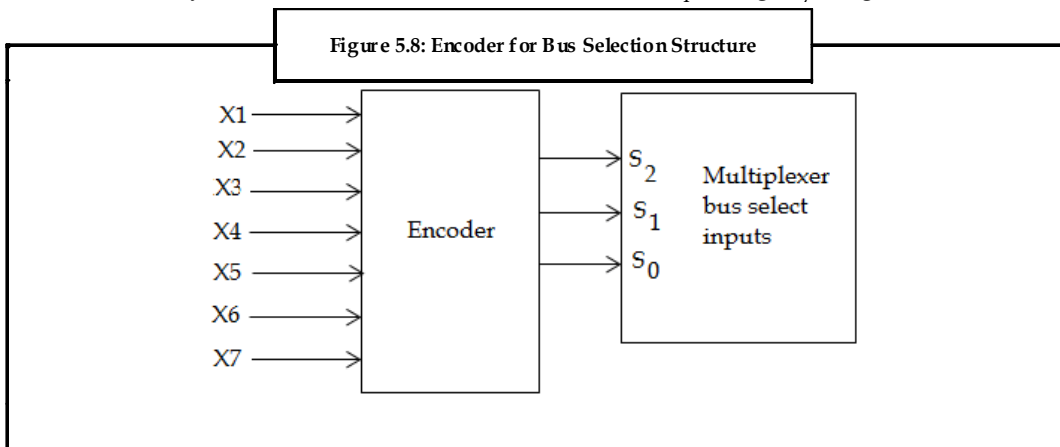 Figure 5.8: Encoder for Bus Selection Structure
X1
X2
X3
X4
X5
X6
X7
Encoder
S2
S1
S0
Multiplexer
bus select
inputs